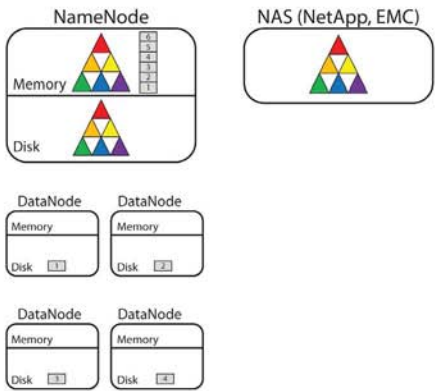 NameNode
NAS (NetApp, EMC)
6
5
4
3
2
1
Memory
Disk
DataNode DataNode
Memory Memory
Disk 1 Disk 2
DataNode DataNode
Memory Memory
Disk 3 Disk 4